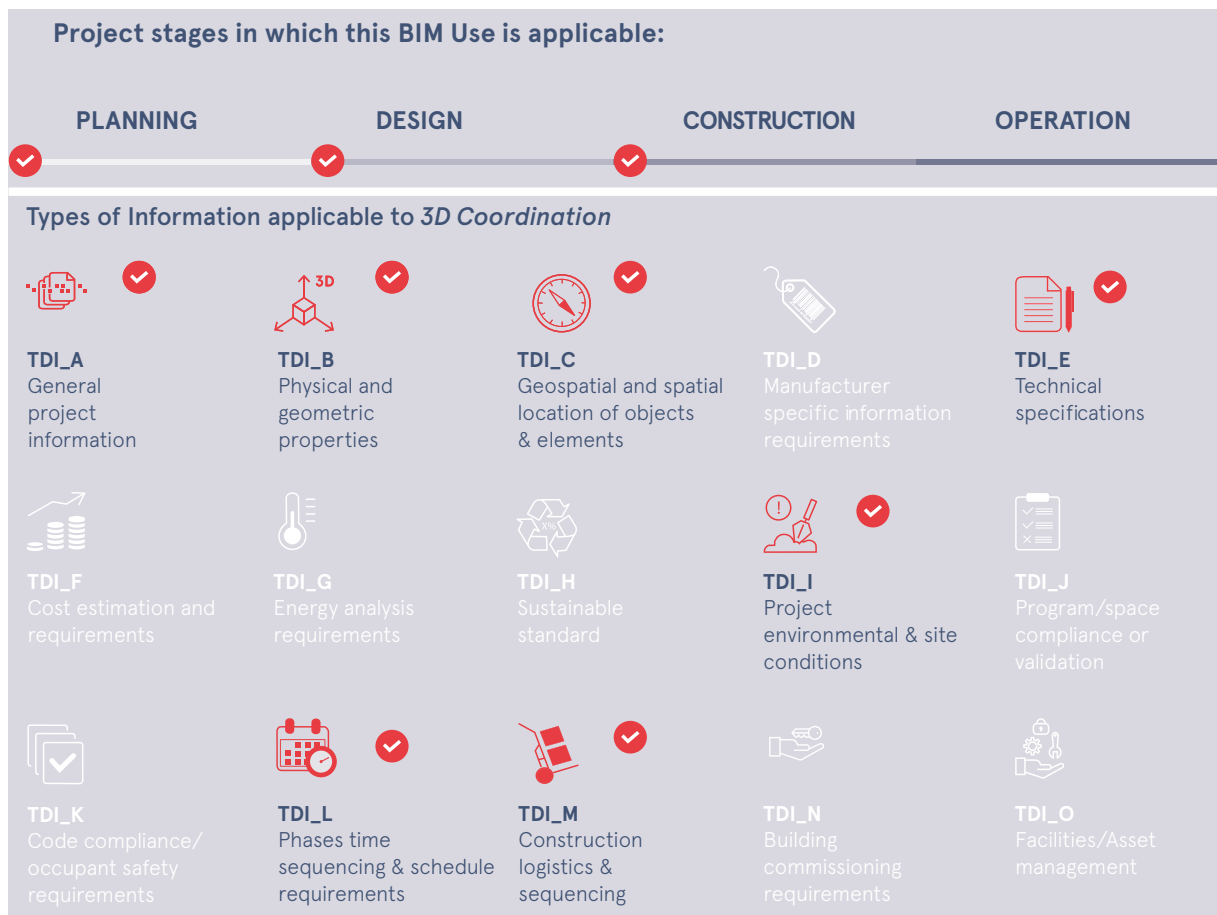 Project stages in which this BIM Use is applicable:
PLANNING
DESIGN
CONSTRUCTION
OPERATION
Types of Information applicable to 3D Coordination
3D
TDI_A
General
project
information
TDI_B
Physical and
geometric
properties
TDI_C
Geospatial and spatial
location of objects
& elements
TDI_D
Manufacturer
specific information
requirements
TDI_E
Technical
specifications
TDI_F
Cost estimation and
requirements
TDI_G
Energy analysis
requirements
X%
TDI_H
Sustainable
standard
!
TDI_I
Project
environmental & site
conditions
TDI_J
Program/space
compliance or
validation
TDI_K
Code compliance/
occupant safety
requirements
TDI_L
Phases time
sequencing & schedule
requirements
TDI_M
Construction
logistics &
sequencing
TDI_N
Building
commissioning
requirements
TDI_O
Facilities/Asset
management